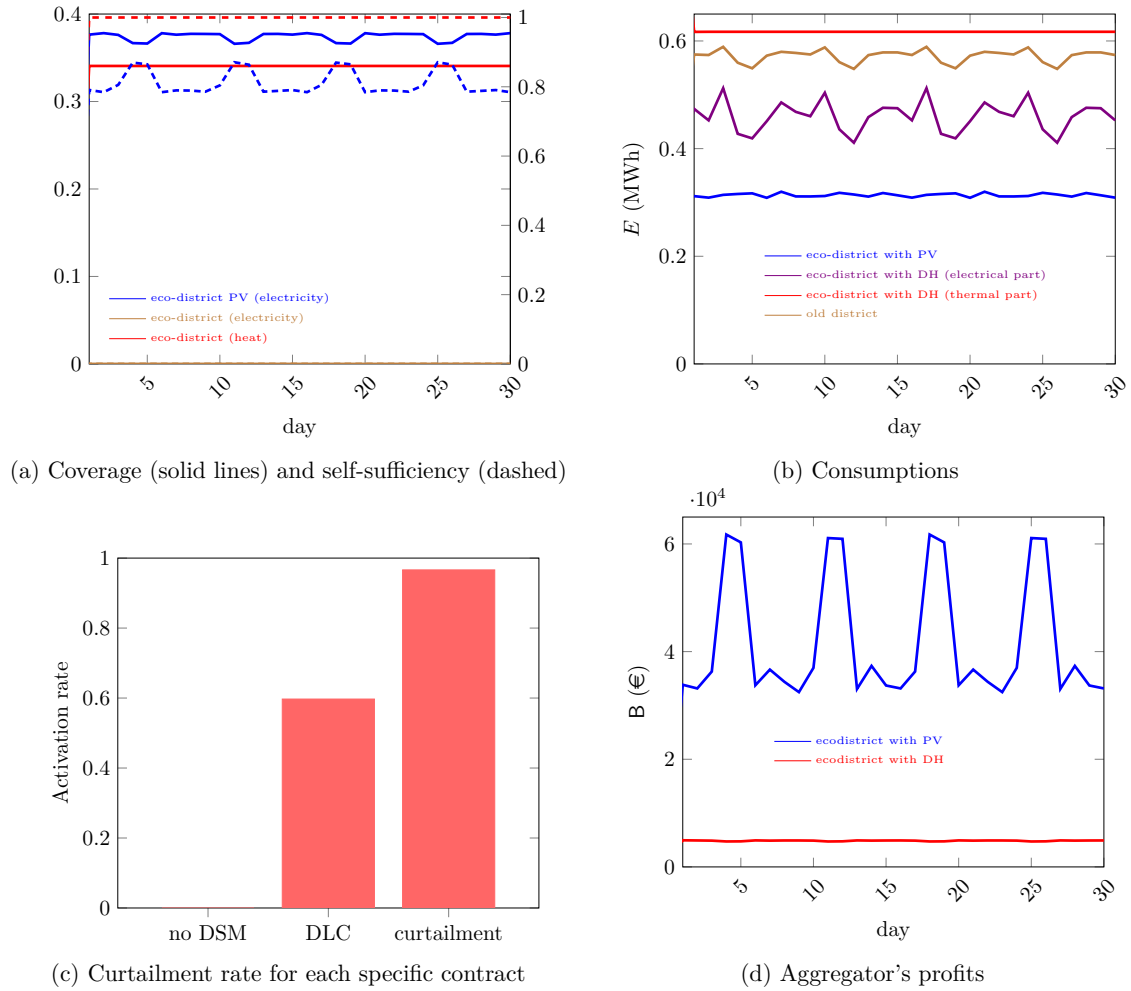 0.4
0.3
0.2
0.1
0
1
0.8
0.6
0.4
0.2
0
eco-district PV (electricity)
eco-district (electricity)
eco-district (heat)
5
10
15
20
25
30
day
(a) Coverage (solid lines) and self-sufficiency (dashed)
0.6
0.4
0.2
0
E (MWh)
eco-district with PV
eco-district with DH (electrical part)
eco-district with DH (thermal part)
old district
5
10
15
20
25
30
day
(b) Consumptions
1
0.8
0.6
0.4
0.2
0
Activation rate
no DSM DLC curtailment
(c) Curtailment rate for each specific contract
·10⁴
6
4
2
0
B (€)
ecodistrict with PV
ecodistrict with DH
5
10
15
20
25
30
day
(d) Aggregator's profits